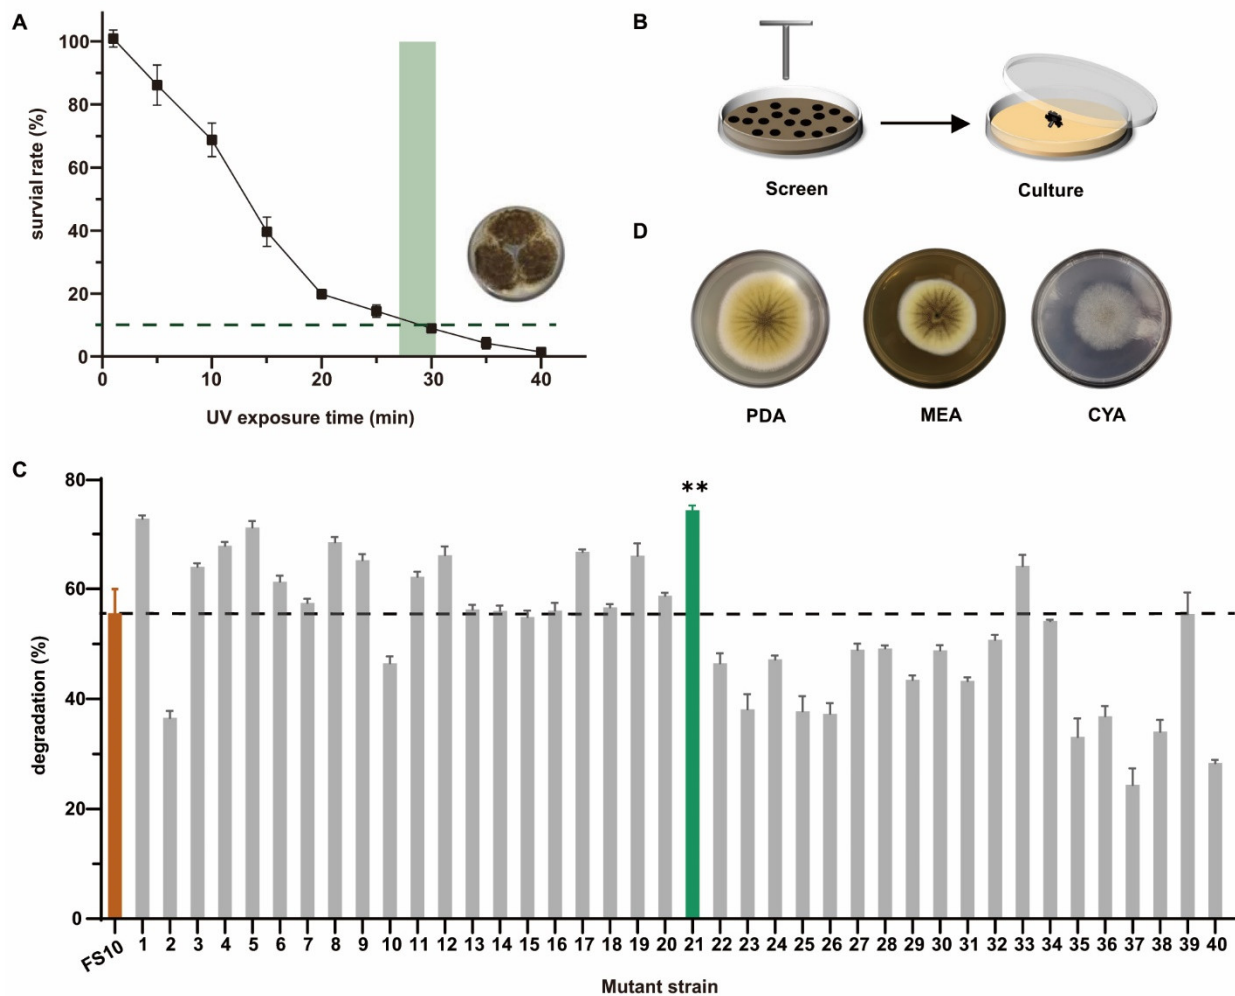 A
survial rate (%)
100
80
60
40
20
0
0 10 20 30 40
UV exposure time (min)
B
Screen Culture
D
PDA MEA CYA
C
degradation (%)
80
60
40
20
0
**
FS10 1 2 3 4 5 6 7 8 9 10 11 12 13 14 15 16 17 18 19 20 21 22 23 24 25 26 27 28 29 30 31 32 33 34 35 36 37 38 39 40
Mutant strain